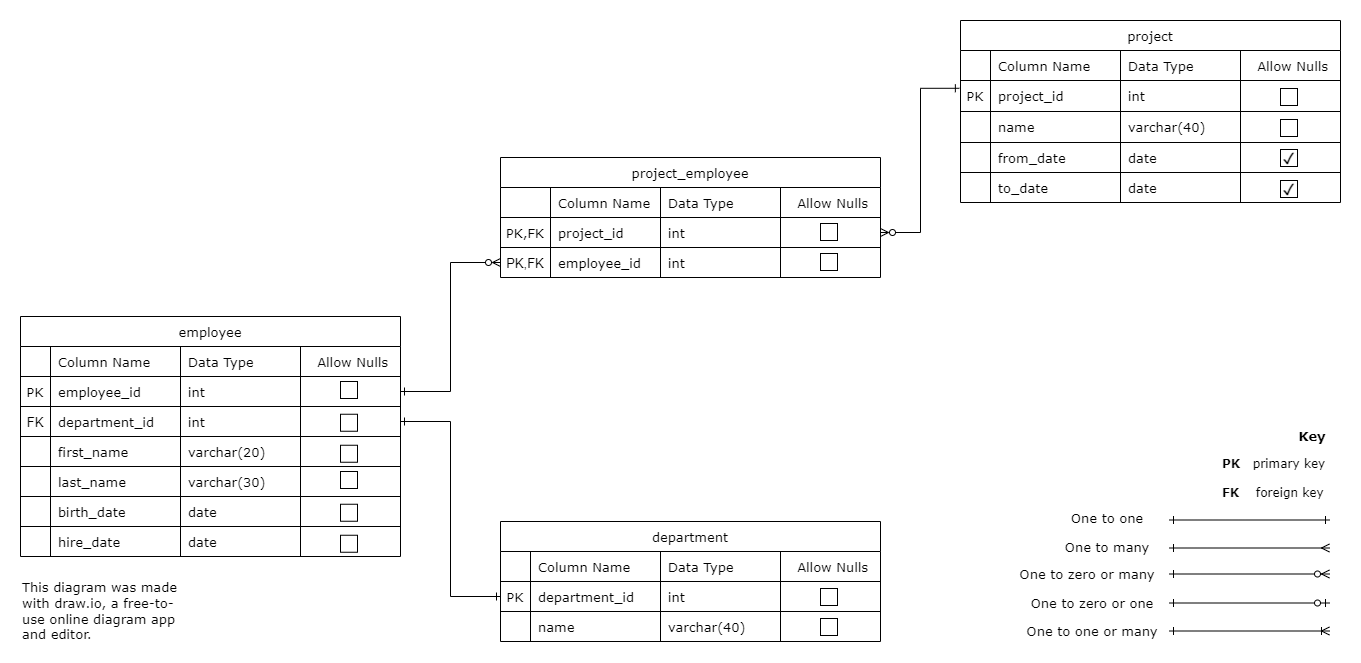 project
Column Name Data Type Allow Nulls
PK project_id int
name varchar(40)
from_date date
to_date date
project_employee
Column Name Data Type Allow Nulls
PK,FK project_id int
PK,FK employee_id int
employee
Column Name Data Type Allow Nulls
PK employee_id int
FK department_id int
first_name varchar(20)
last_name varchar(30)
birth_date date
hire_date date
department
Column Name Data Type Allow Nulls
PK department_id int
name varchar(40)
Key
PK primary key
FK foreign key
One to one
One to many
One to zero or many
One to zero or one
One to one or many
This diagram was made
with draw.io, a free-to-
use online diagram app
and editor.